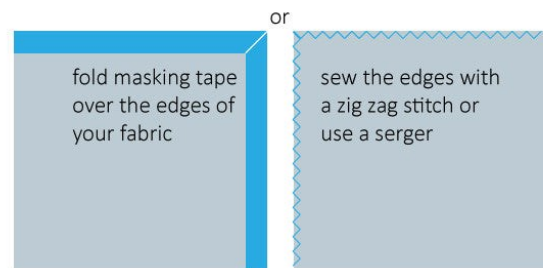 or
fold masking tape
over the edges of
your fabric
sew the edges with
a zig zag stitch or
use a serger